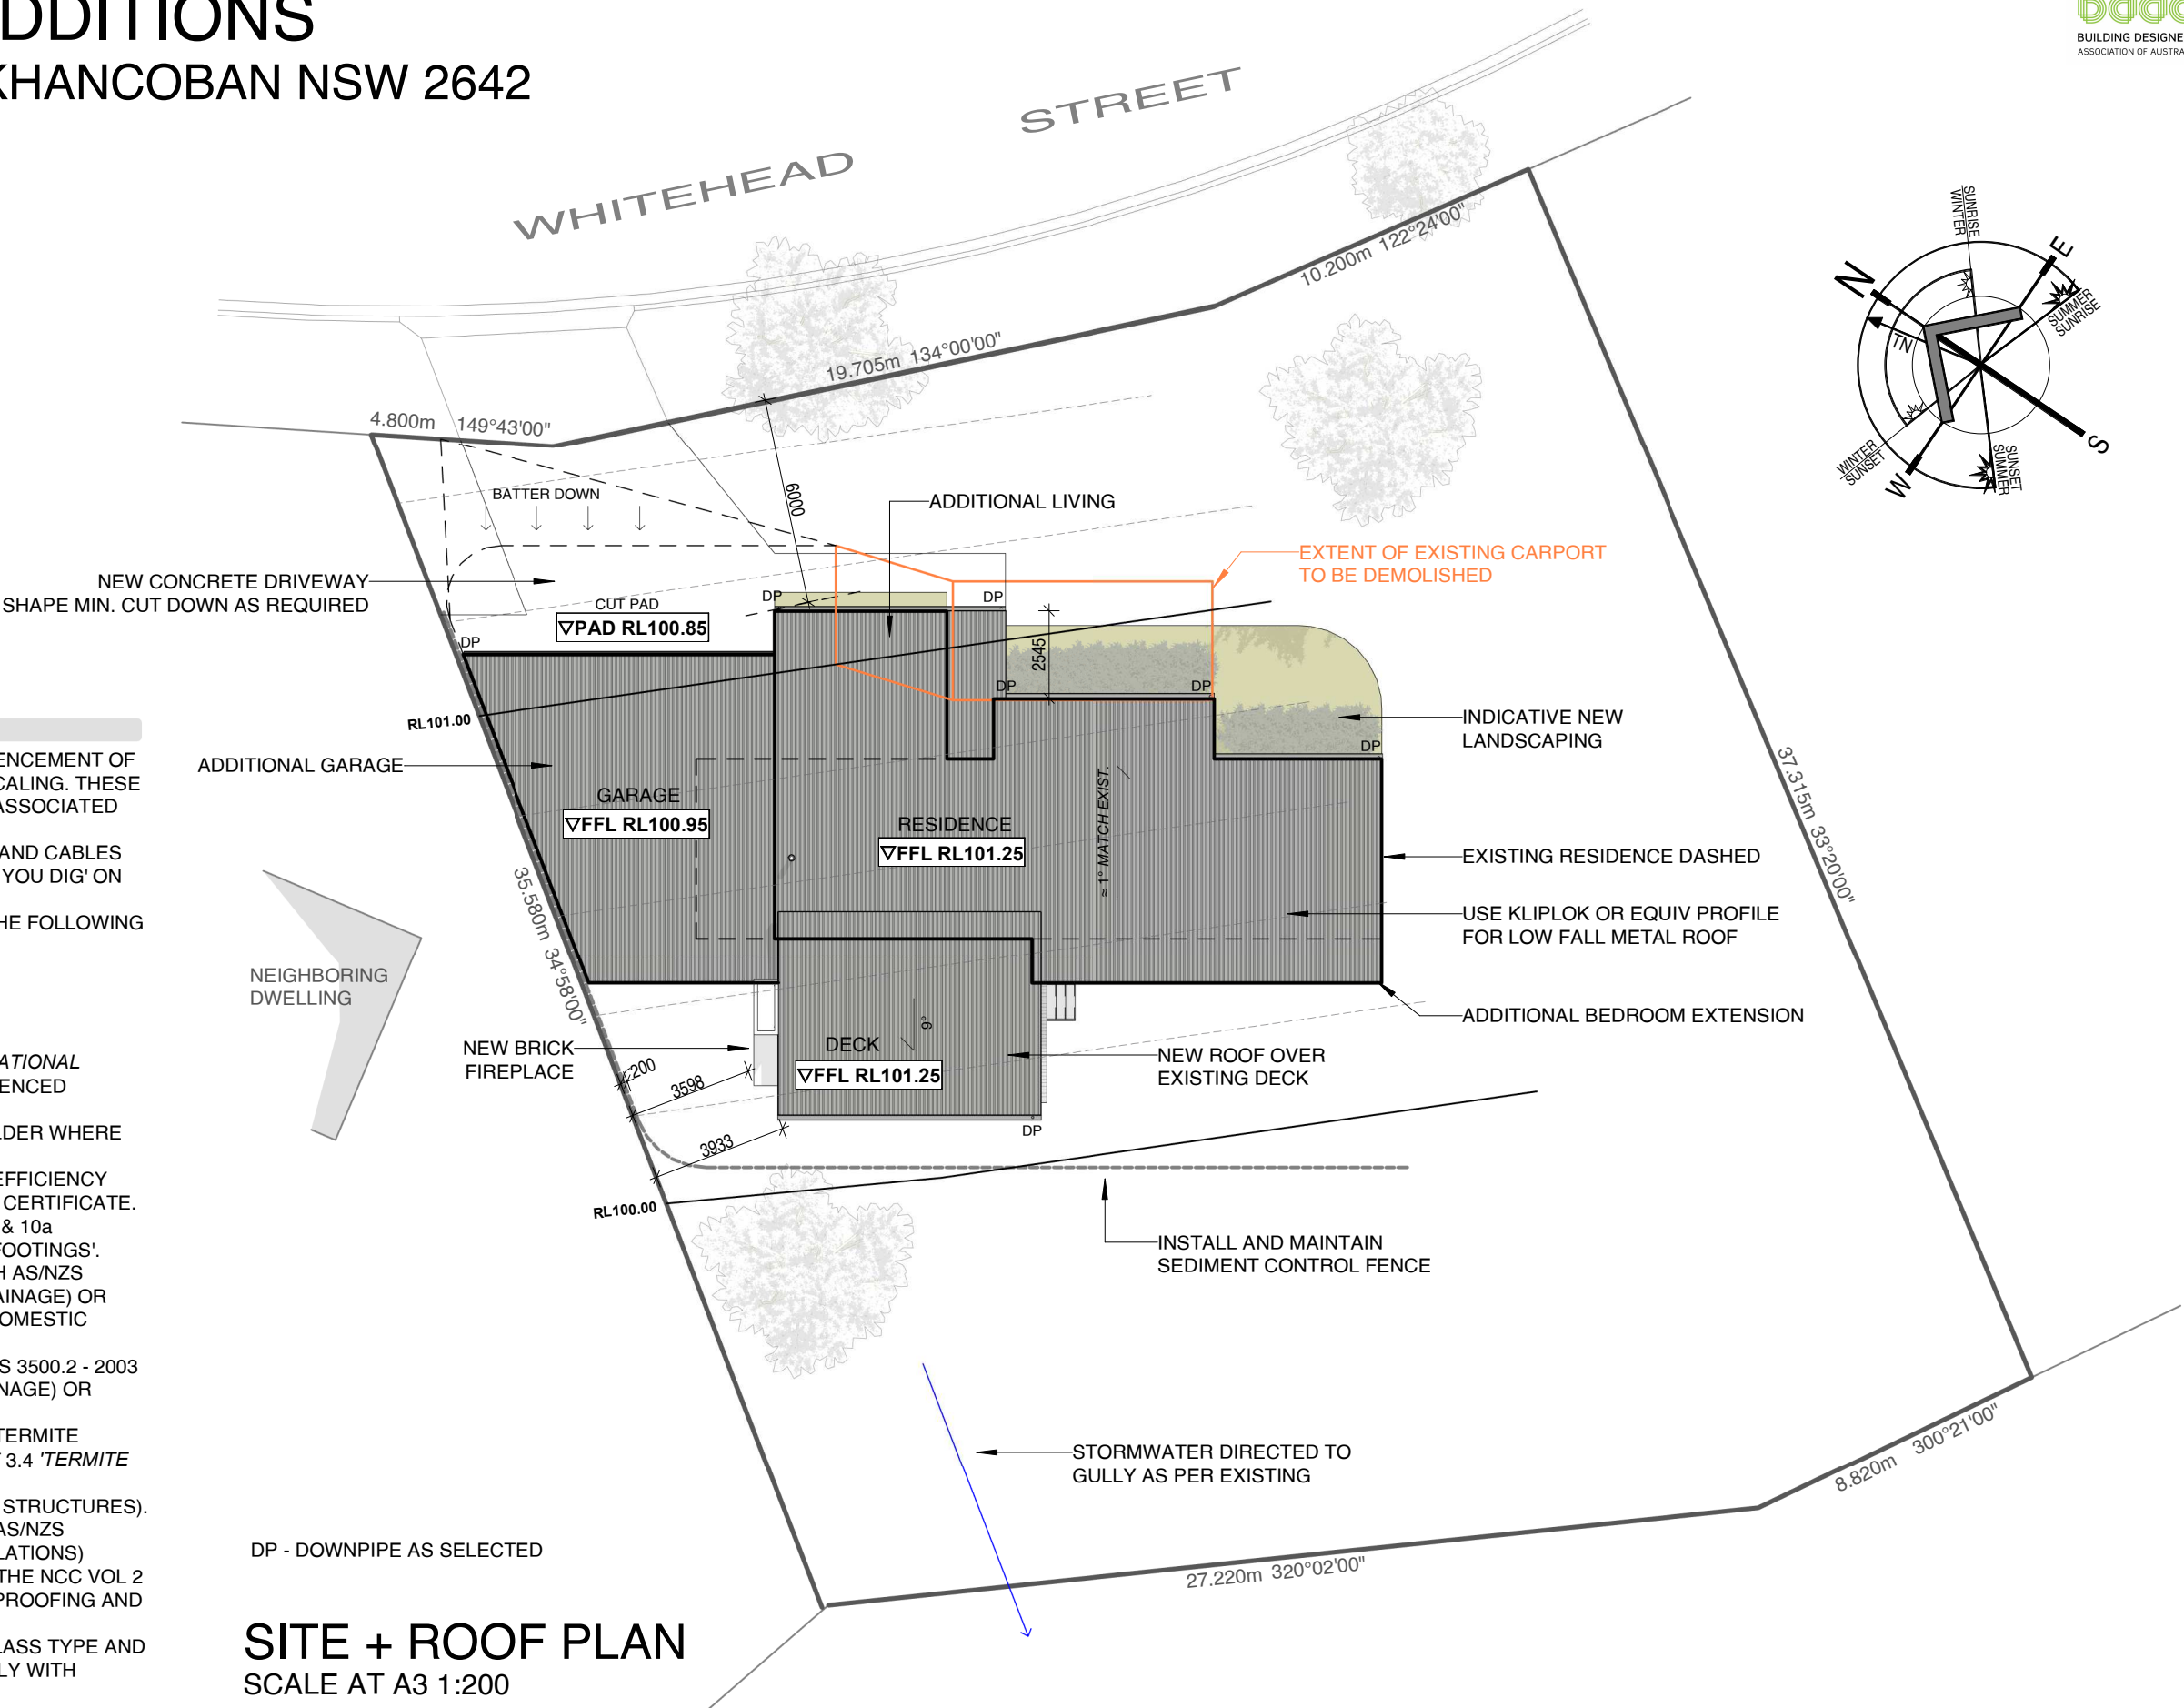 DDITIONS
KHANCOBAN NSW 2642
BUILDING DESIGNE
ASSOCIATION OF AUSTRA
WHITEHEAD STREET
10.200m 122°24'00"
19.705m 134°00'00"
4.800m 149°43'00"
N
E
S
W
TN
SUNRISE
WINTER
SUMMER
SUNRISE
WINTER
SUNSET
SUNSET
SUMMER
BATTER DOWN
6000
ADDITIONAL LIVING
EXTENT OF EXISTING CARPORT
TO BE DEMOLISHED
NEW CONCRETE DRIVEWAY
SHAPE MIN. CUT DOWN AS REQUIRED
CUT PAD
▽PAD RL100.85
DP
DP
DP
2545
DP
DP
DP
RL101.00
INDICATIVE NEW
LANDSCAPING
ADDITIONAL GARAGE
GARAGE
▽FFL RL100.95
RESIDENCE
▽FFL RL101.25
≈ 1° MATCH EXIST.
37.315m 33°20'00"
EXISTING RESIDENCE DASHED
USE KLIPLOK OR EQUIV PROFILE
FOR LOW FALL METAL ROOF
35.580m 34°58'00"
NEIGHBORING
DWELLING
ADDITIONAL BEDROOM EXTENSION
NEW BRICK
FIREPLACE
DECK
9°
▽FFL RL101.25
NEW ROOF OVER
EXISTING DECK
200
3598
3933
DP
RL100.00
INSTALL AND MAINTAIN
SEDIMENT CONTROL FENCE
STORMWATER DIRECTED TO
GULLY AS PER EXISTING
8.820m 300°21'00"
27.220m 320°02'00"
ENCEMENT OF
CALING. THESE
ASSOCIATED
AND CABLES
YOU DIG' ON
HE FOLLOWING
ATIONAL
ENCED
LDER WHERE
EFFICIENCY
CERTIFICATE.
& 10a
FOOTINGS'.
H AS/NZS
AINAGE) OR
OMESTIC
S 3500.2 - 2003
NAGE) OR
TERMITE
3.4 'TERMITE
STRUCTURES).
AS/NZS
LATIONS)
THE NCC VOL 2
PROOFING AND
LASS TYPE AND
LY WITH
DP - DOWNPIPE AS SELECTED
SITE + ROOF PLAN
SCALE AT A3 1:200